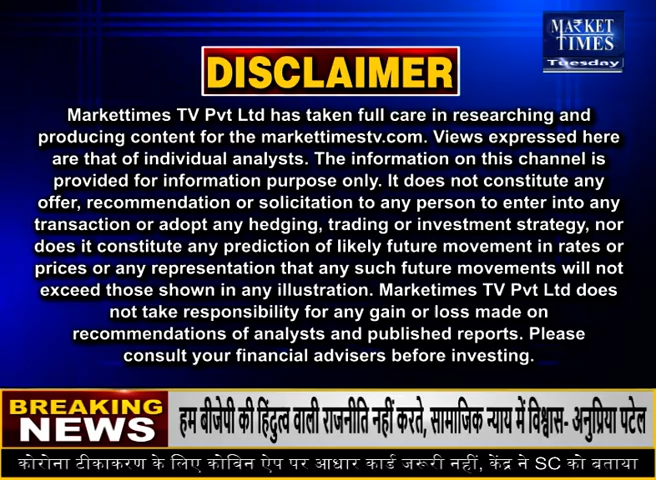 MARKET
TIMES
Tuesday
DISCLAIMER
Markettimes TV Pvt Ltd has taken full care in researching and
producing content for the markettimestv.com. Views expressed here
are that of individual analysts. The information on this channel is
provided for information purpose only. It does not constitute any
offer, recommendation or solicitation to any person to enter into any
transaction or adopt any hedging, trading or investment strategy, nor
does it constitute any prediction of likely future movement in rates or
prices or any representation that any such future movements will not
exceed those shown in any illustration. Marketimes TV Pvt Ltd does
not take responsibility for any gain or loss made on
recommendations of analysts and published reports. Please
consult your financial advisers before investing.
BREAKING
NEWS
हम बीजेपी की हिंदुत्व वाली राजनीति नहीं करते, सामाजिक न्याय में विश्वास- अनुप्रिया पटेल
कोरोना टीकाकरण के लिए कोविन ऐप पर आधार कार्ड जरूरी नहीं, केंद्र ने SC को बताया